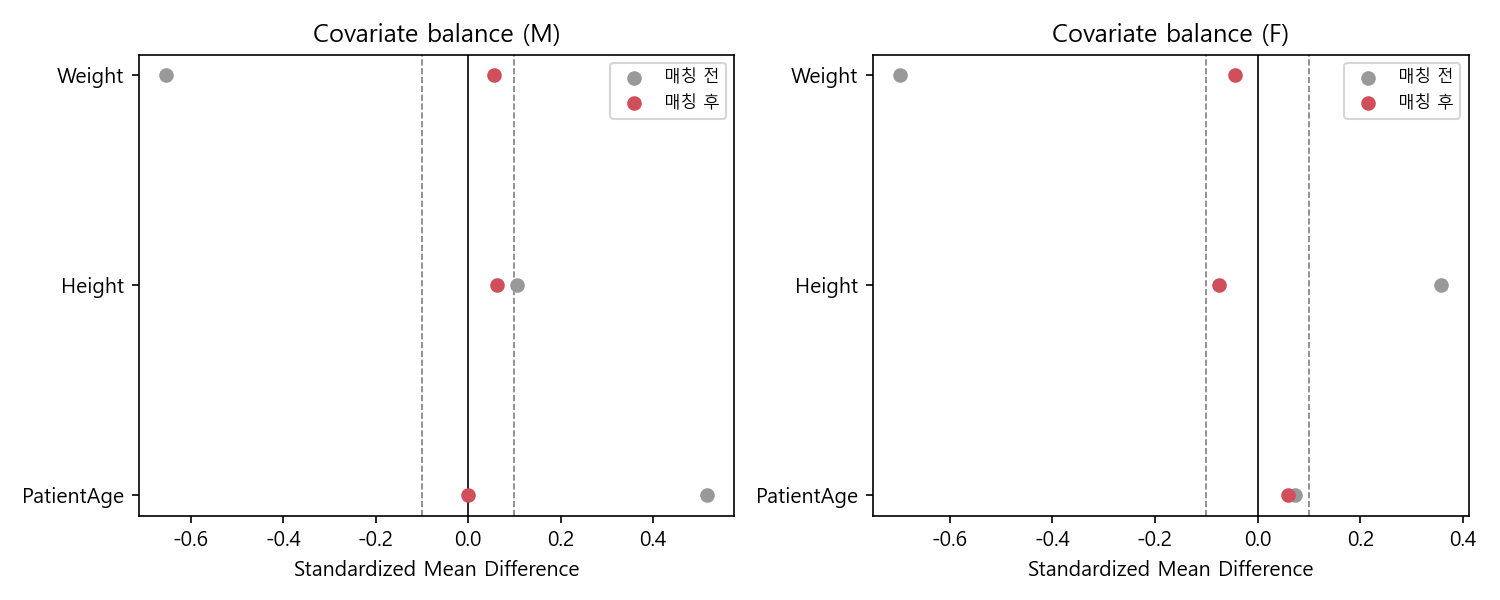 Covariate balance (M)
매칭 전
매칭 후
Weight
Height
PatientAge
-0.6 -0.4 -0.2 0.0 0.2 0.4
Standardized Mean Difference
Covariate balance (F)
매칭 전
매칭 후
Weight
Height
PatientAge
-0.6 -0.4 -0.2 0.0 0.2 0.4
Standardized Mean Difference